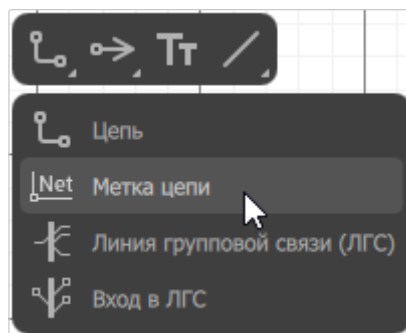 Tт
Цепь
Net Метка цепи
Линия групповой связи (ЛГС)
Вход в ЛГС